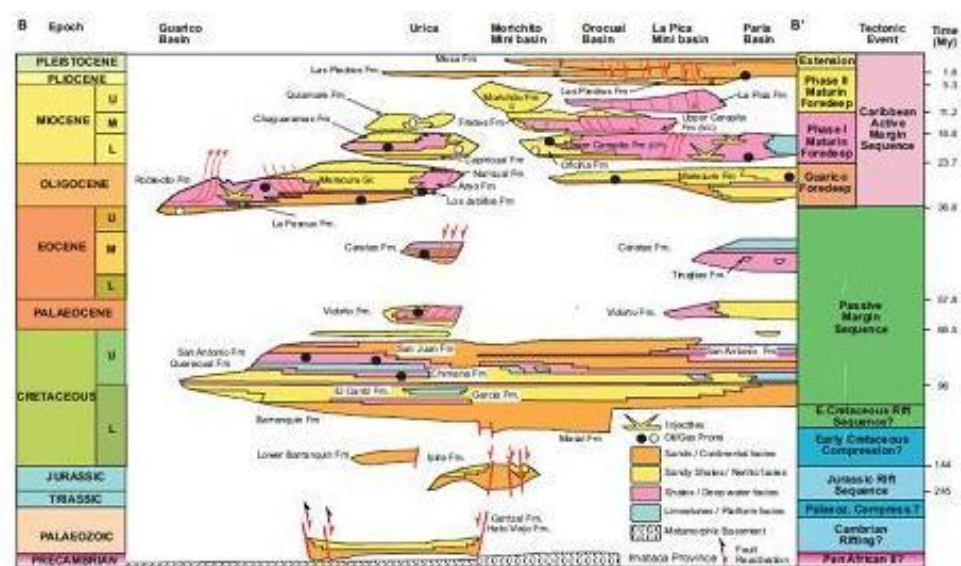 B Epoch Guarico Basin Urica Morichito Mini basin Orocual Basin La Pica Mini basin Paria Basin B' Tectonic Event Time (My)
PLEISTOCENE
PLIOCENE
MIOCENE
U
M
L
OLIGOCENE
EOCENE
U
M
L
PALAEOCENE
CRETACEOUS
U
L
JURASSIC
TRIASSIC
PALAEOZOIC
PRECAMBRIAN
Mesa Fm.
Las Piedras Fm.
Las Piedras Fm.
Quiamare Fm.
Morichito Fm.
La Pica Fm.
Chaguaramas Fm.
Freites Fm.
Upper Carapita
Capiricual Fm.
Oficina Fm.
Roblecito Fm.
Merecure Gr.
Naricual Fm.
Areo Fm.
Los Jabillos Fm.
Merecure Fm.
La Pascua Fm.
Caratas Fm.
Caratas Fm.
Vidoño Fm.
Vidoño Fm.
San Juan Fm.
San Antonio Fm
San Antonio Fm
Querecual Fm
Chimana Fm.
El Cantil Fm.
Garcia Fm.
Barranquin Fm.
Lower Barranquin Fm.
Ipire Fm.
Carrizal Fm.
Hato Viejo Fm.
Injectites
Oil/Gas Prone
Sands / Continental facies
Sandy Shales / Neritic facies
Shales / Deep water facies
Limestones / Platform facies
Metamorphic Basement
Imataca Province
Fault Reactivation
Extension
Phase II Maturin Foredeep
Phase I Maturin Foredeep
Guarico Foredeep
Caribbean Active Margin Sequence
Passive Margin Sequence
E.Cretaceous Rift Sequence?
Early Cretaceous Compression?
Jurassic Rift Sequence
Palaeoz. Compress.?
Cambrian Rifting?
Pan African II?
1.6
5.3
11.2
16.6
23.7
36.6
57.8
66.5
96
144
245